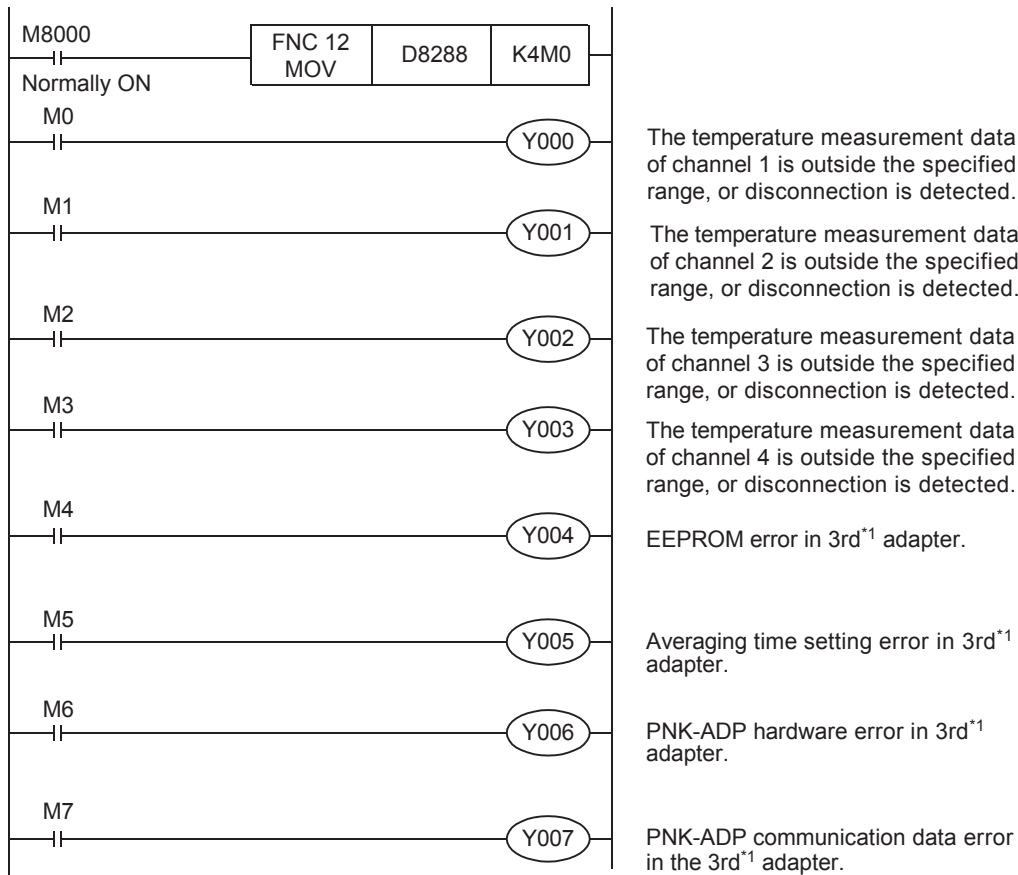 M8000
FNC 12
MOV
D8288
K4M0
Normally ON
M0
Y000
The temperature measurement data
of channel 1 is outside the specified
range, or disconnection is detected.
M1
Y001
The temperature measurement data
of channel 2 is outside the specified
range, or disconnection is detected.
M2
Y002
The temperature measurement data
of channel 3 is outside the specified
range, or disconnection is detected.
M3
Y003
The temperature measurement data
of channel 4 is outside the specified
range, or disconnection is detected.
M4
Y004
EEPROM error in 3rd*1 adapter.
M5
Y005
Averaging time setting error in 3rd*1
adapter.
M6
Y006
PNK-ADP hardware error in 3rd*1
adapter.
M7
Y007
PNK-ADP communication data error
in the 3rd*1 adapter.